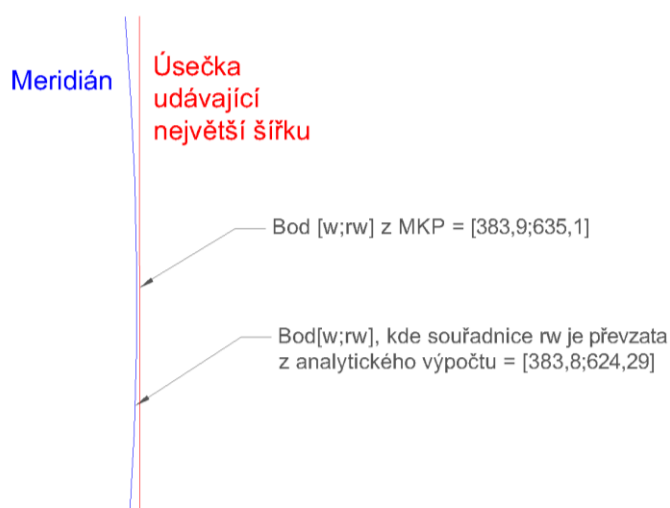 Meridián
Úsečka
udávající
největší šířku
Bod [w;rw] z MKP = [383,9;635,1]
Bod[w;rw], kde souřadnice rw je převzata
z analytického výpočtu = [383,8;624,29]